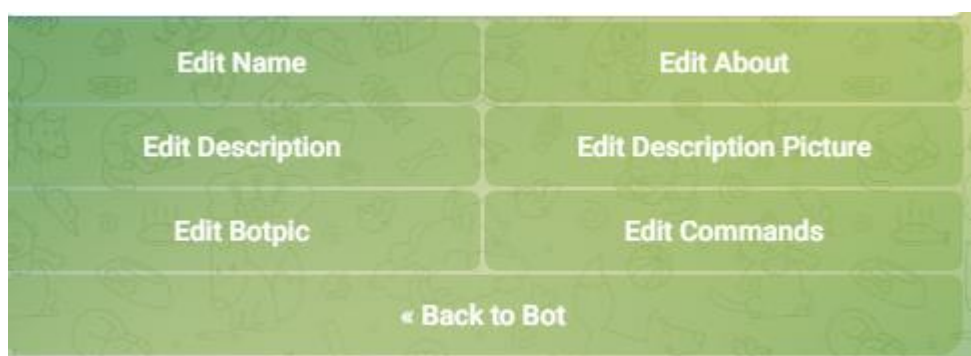 Edit Name
Edit About
Edit Description
Edit Description Picture
Edit Botpic
Edit Commands
« Back to Bot